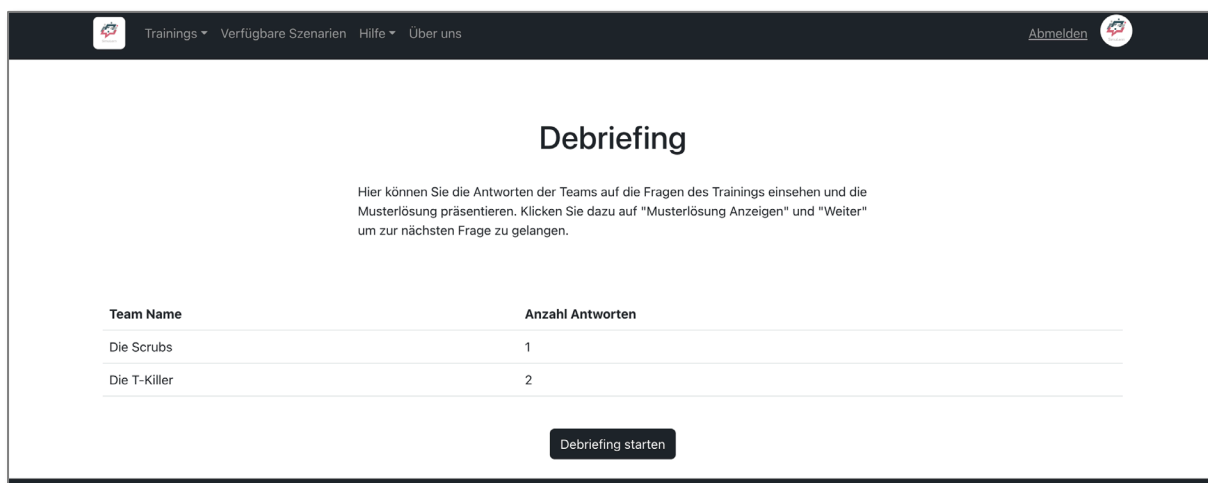 Trainings Verfügbare Szenarien Hilfe Über uns Abmelden
Debriefing
Hier können Sie die Antworten der Teams auf die Fragen des Trainings einsehen und die
Musterlösung präsentieren. Klicken Sie dazu auf "Musterlösung Anzeigen" und "Weiter"
um zur nächsten Frage zu gelangen.
Team Name Anzahl Antworten
Die Scrubs 1
Die T-Killer 2
Debriefing starten